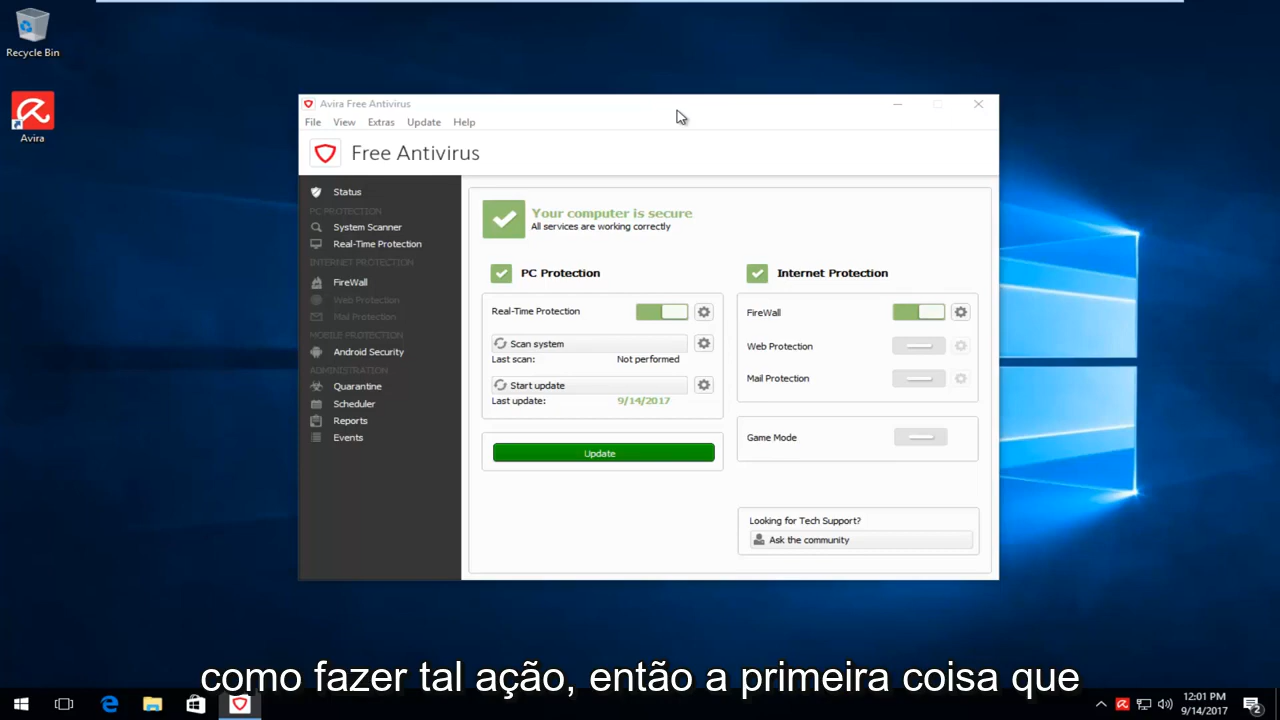 Recycle Bin
Avira
Avira Free Antivirus
File View Extras Update Help
Free Antivirus
Status
PC PROTECTION
System Scanner
Real-Time Protection
INTERNET PROTECTION
FireWall
Web Protection
Mail Protection
MOBILE PROTECTION
Android Security
ADMINISTRATION
Quarantine
Scheduler
Reports
Events
Your computer is secure
All services are working correctly
PC Protection
Real-Time Protection
Scan system
Last scan: Not performed
Start update
Last update: 9/14/2017
Update
Internet Protection
FireWall
Web Protection
Mail Protection
Game Mode
Looking for Tech Support?
Ask the community
como fazer tal ação, então a primeira coisa que
12:01 PM
9/14/2017
2